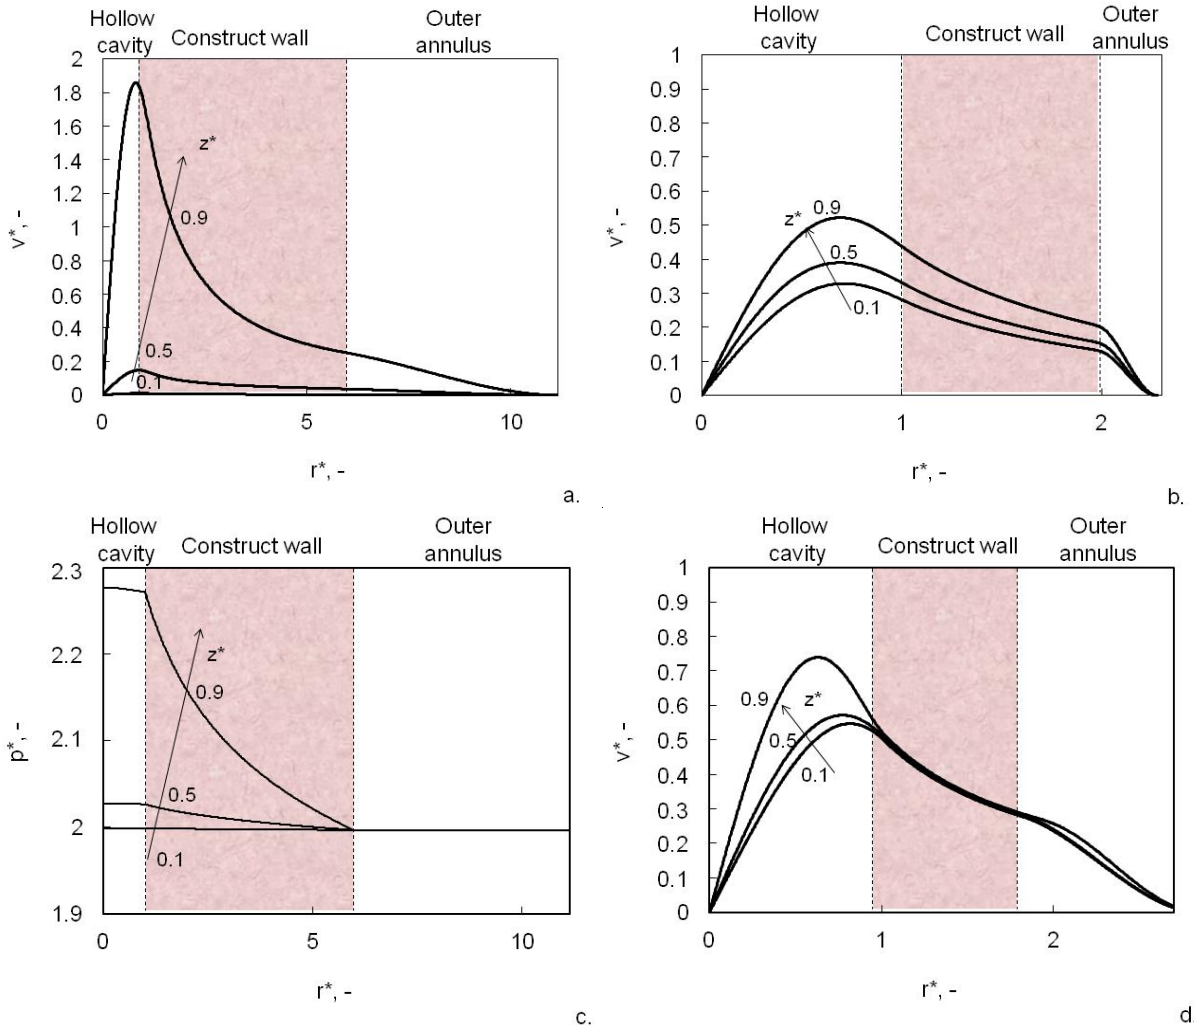 Hollow
cavity
Construct wall
Outer
annulus
2
1.8
1.6
1.4
1.2
1
0.8
0.6
0.4
0.2
0
v*, -
z*
0.9
0.5
0.1
0
5
10
r*, -
a.
Hollow
cavity
Construct wall
Outer
annulus
1
0.9
0.8
0.7
0.6
0.5
0.4
0.3
0.2
0.1
0
v*, -
z*
0.9
0.5
0.1
0
1
2
r*, -
b.
Hollow
cavity
Construct wall
Outer
annulus
2.3
2.2
2.1
2
1.9
p*, -
z*
0.9
0.5
0.1
0
5
10
r*, -
c.
Hollow
cavity
Construct wall
Outer
annulus
1
0.9
0.8
0.7
0.6
0.5
0.4
0.3
0.2
0.1
0
v*, -
0.9
z*
0.5
0.1
0
1
2
r*, -
d